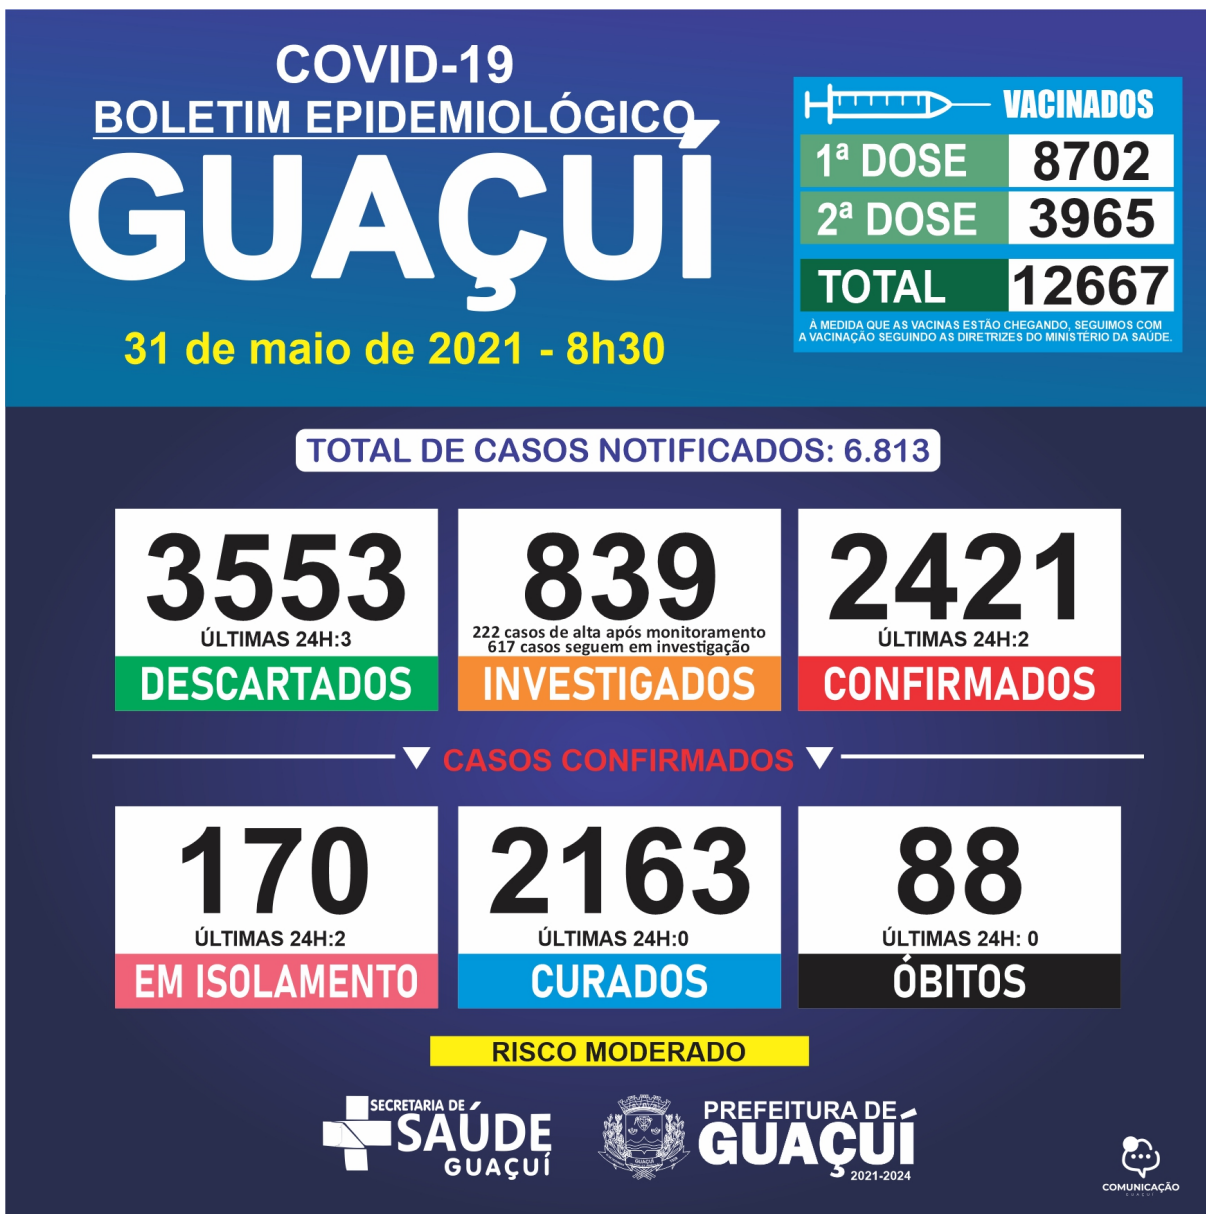 COVID-19
BOLETIM EPIDEMIOLÓGICO
GUAÇUÍ
31 de maio de 2021 - 8h30
VACINADOS
1ª DOSE 8702
2ª DOSE 3965
TOTAL 12667
À MEDIDA QUE AS VACINAS ESTÃO CHEGANDO, SEGUIMOS COM
A VACINAÇÃO SEGUINDO AS DIRETRIZES DO MINISTÉRIO DA SAÚDE.
TOTAL DE CASOS NOTIFICADOS: 6.813
3553
ÚLTIMAS 24H:3
DESCARTADOS
839
222 casos de alta após monitoramento
617 casos seguem em investigação
INVESTIGADOS
2421
ÚLTIMAS 24H:2
CONFIRMADOS
CASOS CONFIRMADOS
170
ÚLTIMAS 24H:2
EM ISOLAMENTO
2163
ÚLTIMAS 24H:0
CURADOS
88
ÚLTIMAS 24H: 0
ÓBITOS
RISCO MODERADO
SECRETARIA DE
SAÚDE
GUAÇUÍ
GUAÇUÍ
PREFEITURA DE
GUAÇUÍ
2021-2024
COMUNICAÇÃO
GUAÇUÍ